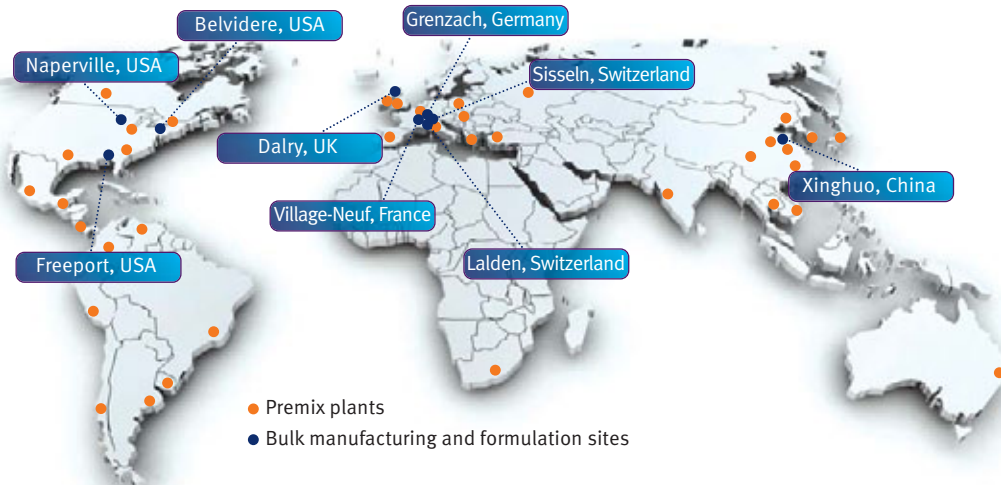 Belvidere, USA
Grenzach, Germany
Naperville, USA
Sisseln, Switzerland
Dalry, UK
Xinghuo, China
Village-Neuf, France
Freeport, USA
Lalden, Switzerland
Premix plants
Bulk manufacturing and formulation sites